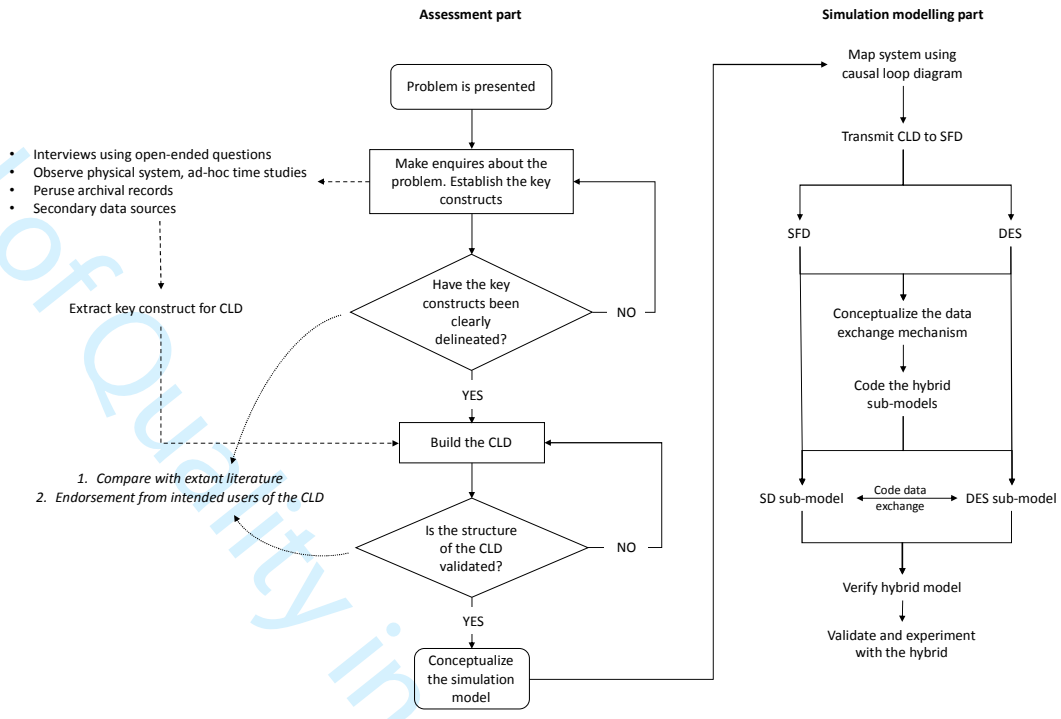 Assessment part
Simulation modelling part
Problem is presented
• Interviews using open-ended questions
• Observe physical system, ad-hoc time studies
• Peruse archival records
• Secondary data sources
Make enquires about the
problem. Establish the key
constructs
Extract key construct for CLD
Have the key
constructs been
clearly
delineated?
NO
YES
Build the CLD
1. Compare with extant literature
2. Endorsement from intended users of the CLD
Is the structure
of the CLD
validated?
NO
YES
Conceptualize
the simulation
model
Map system using
causal loop diagram
Transmit CLD to SFD
SFD
DES
Conceptualize the data
exchange mechanism
Code the hybrid
sub-models
SD sub-model
Code data
exchange
DES sub-model
Verify hybrid model
Validate and experiment
with the hybrid
of Quality in